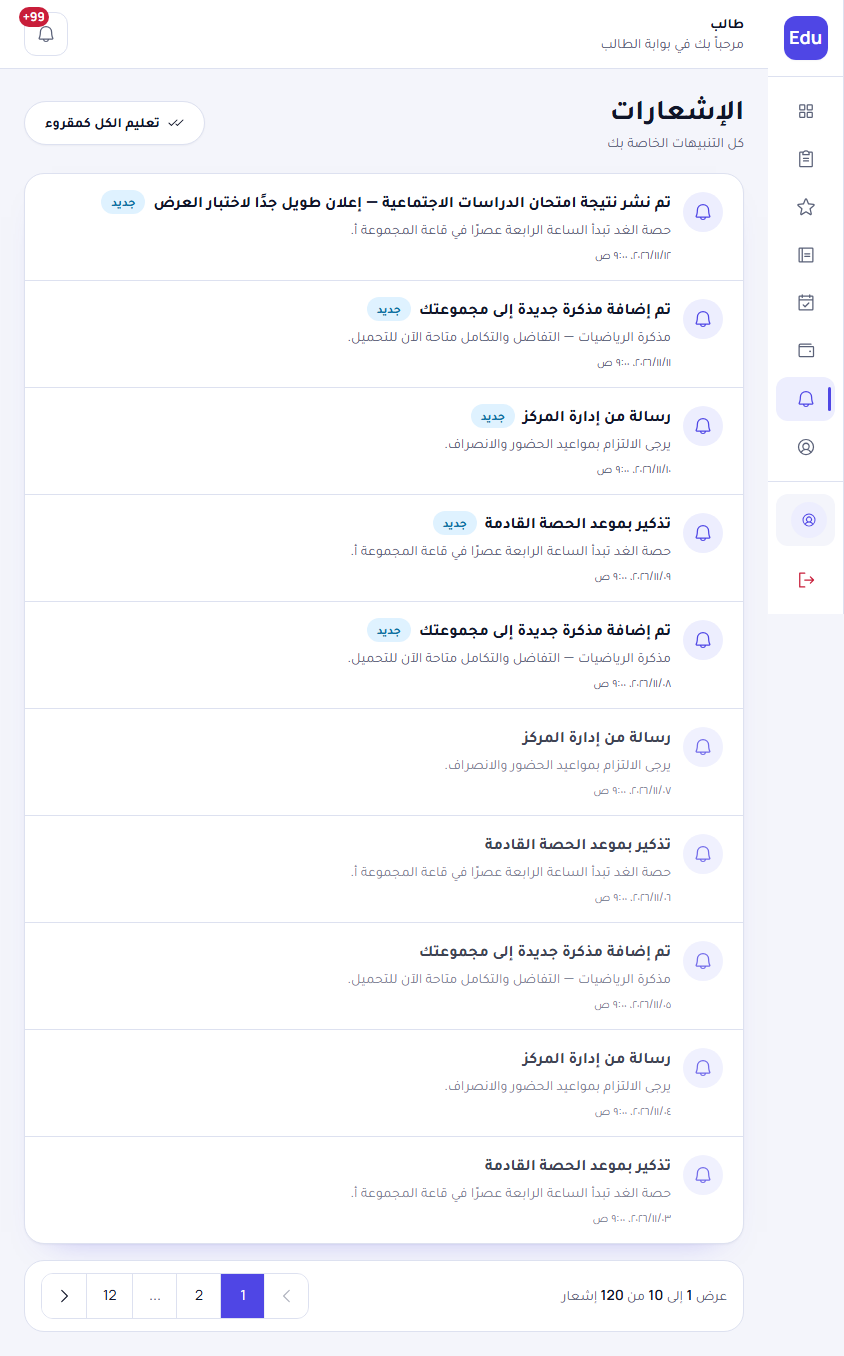 Edu
طالب
مرحباً بك في بوابة الطالب
+99
الإشعارات
كل التنبيهات الخاصة بك
تعليم الكل كمقروء
تم نشر نتيجة امتحان الدراسات الاجتماعية — إعلان طويل جدًا لاختبار العرض جديد
حصة الغد تبدأ الساعة الرابعة عصرًا في قاعة المجموعة أ.
١٢‏/١١‏/٢٠٢٦، ٩:٠٠ ص
تم إضافة مذكرة جديدة إلى مجموعتك جديد
مذكرة الرياضيات — التفاضل والتكامل متاحة الآن للتحميل.
١١‏/١١‏/٢٠٢٦، ٩:٠٠ ص
رسالة من إدارة المركز جديد
يرجى الالتزام بمواعيد الحضور والانصراف.
١٠‏/١١‏/٢٠٢٦، ٩:٠٠ ص
تذكير بموعد الحصة القادمة جديد
حصة الغد تبدأ الساعة الرابعة عصرًا في قاعة المجموعة أ.
٠٩‏/١١‏/٢٠٢٦، ٩:٠٠ ص
تم إضافة مذكرة جديدة إلى مجموعتك جديد
مذكرة الرياضيات — التفاضل والتكامل متاحة الآن للتحميل.
٠٨‏/١١‏/٢٠٢٦، ٩:٠٠ ص
رسالة من إدارة المركز
يرجى الالتزام بمواعيد الحضور والانصراف.
٠٧‏/١١‏/٢٠٢٦، ٩:٠٠ ص
تذكير بموعد الحصة القادمة
حصة الغد تبدأ الساعة الرابعة عصرًا في قاعة المجموعة أ.
٠٦‏/١١‏/٢٠٢٦، ٩:٠٠ ص
تم إضافة مذكرة جديدة إلى مجموعتك
مذكرة الرياضيات — التفاضل والتكامل متاحة الآن للتحميل.
٠٥‏/١١‏/٢٠٢٦، ٩:٠٠ ص
رسالة من إدارة المركز
يرجى الالتزام بمواعيد الحضور والانصراف.
٠٤‏/١١‏/٢٠٢٦، ٩:٠٠ ص
تذكير بموعد الحصة القادمة
حصة الغد تبدأ الساعة الرابعة عصرًا في قاعة المجموعة أ.
٠٣‏/١١‏/٢٠٢٦، ٩:٠٠ ص
عرض 1 إلى 10 من 120 إشعار
1 2 ... 12